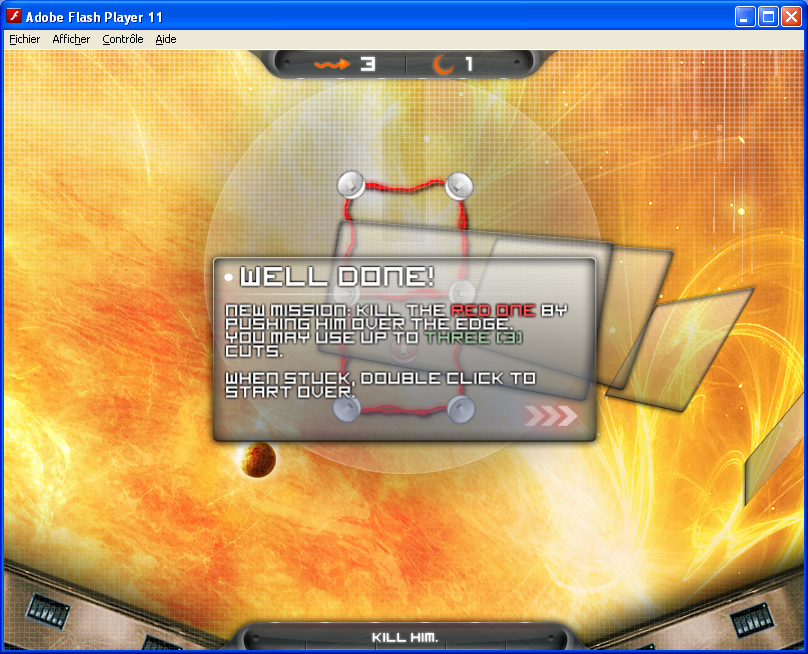 Adobe Flash Player 11
Fichier Afficher Contrôle Aide
3 1
WELL DONE!
NEW MISSION: KILL THE RED ONE BY
PUSHING HIM OVER THE EDGE.
YOU MAY USE UP TO THREE (3)
CUTS.
WHEN STUCK, DOUBLE CLICK TO
START OVER.
KILL HIM.